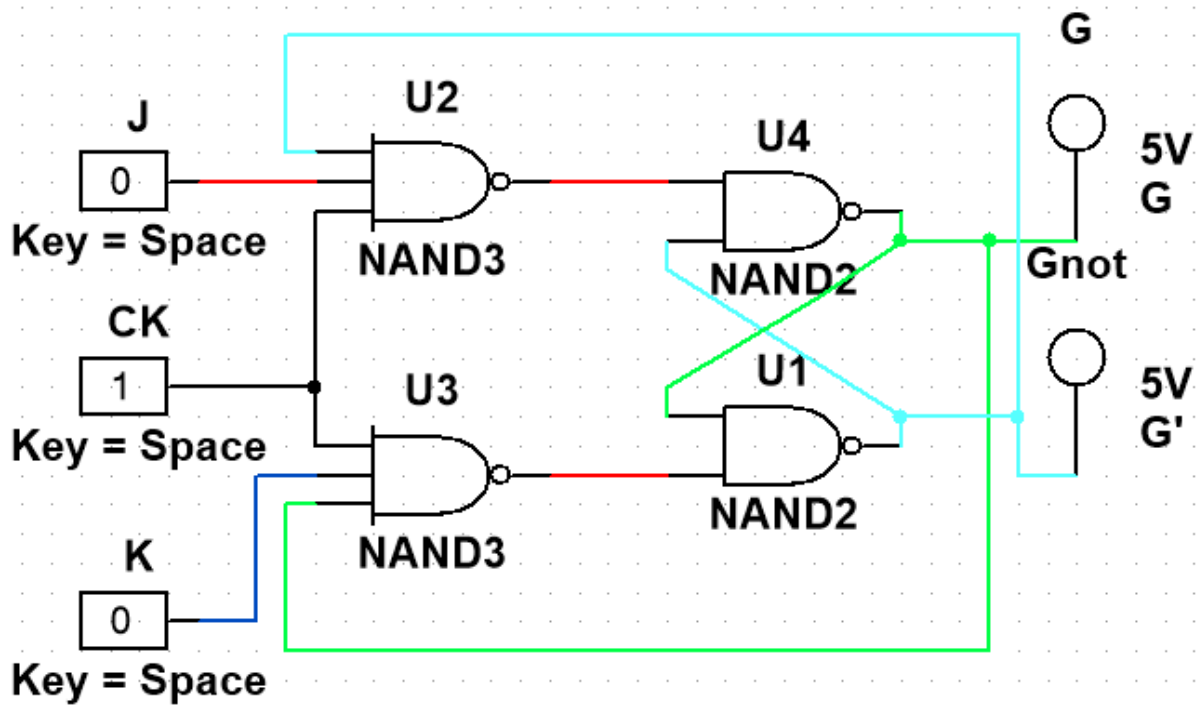 G
J
U2
U4
0
5V
G
Key = Space
NAND3
NAND2
Gnot
CK
1
U3
U1
5V
G'
Key = Space
NAND3
NAND2
K
0
Key = Space